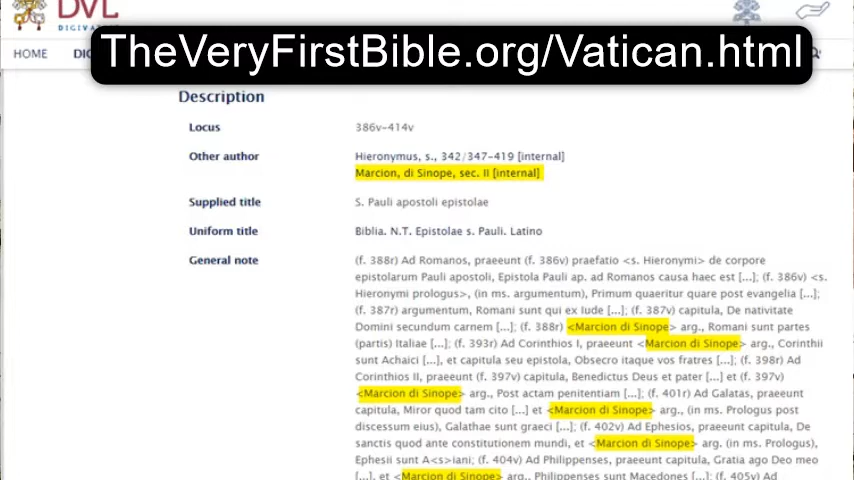 DVL
DIGIVAT
TheVeryFirstBible.org/Vatican.html
HOME
Description
Locus 386v-414v
Other author Hieronymus, s., 342/347-419 [internal]
Marcion, di Sinope, sec. II [internal]
Supplied title S. Pauli apostoli epistolae
Uniform title Biblia. N.T. Epistolae s. Pauli. Latino
General note (f. 388r) Ad Romanos, praeeunt (f. 386v) praefatio <s. Hieronymi> de corpore
epistolarum Pauli apostoli, Epistola Pauli ap. ad Romanos causa haec est [...]; (f. 386v) <s.
Hieronymi prologus>, (in ms. argumentum), Primum quaeritur quare post evangelia [...];
(f. 387r) argumentum, Romani sunt qui ex Iude [...]; (f. 387v) capitula, De nativitate
Domini secundum carnem [...]; (f. 388r) <Marcion di Sinope> arg., Romani sunt partes
(partis) Italiae [...]; (f. 393r) Ad Corinthios I, praeeunt <Marcion di Sinope> arg., Corinthii
sunt Achaici [...], et capitula seu epistola, Obsecro itaque vos fratres [...]; (f. 398r) Ad
Corinthios II, praeeunt (f. 397v) capitula, Benedictus Deus et pater [...] et (f. 397v)
<Marcion di Sinope> arg., Post actam penitentiam [...]; (f. 401r) Ad Galatas, praeeunt
capitula, Miror quod tam cito [...] et <Marcion di Sinope> arg., (in ms. Prologus post
discessum eius), Galathae sunt graeci [...]; (f. 402v) Ad Ephesios, praeeunt capitula, De
sanctis quod ante constitutionem mundi, et <Marcion di Sinope> arg. (in ms. Prologus),
Ephesii sunt A<s>iani; (f. 404v) Ad Philippenses, praeeunt capitula, Gratia ago Deo meo
[...], et <Marcion di Sinope> arg., Philippenses sunt Macedones [...]; (f. 405v) Ad